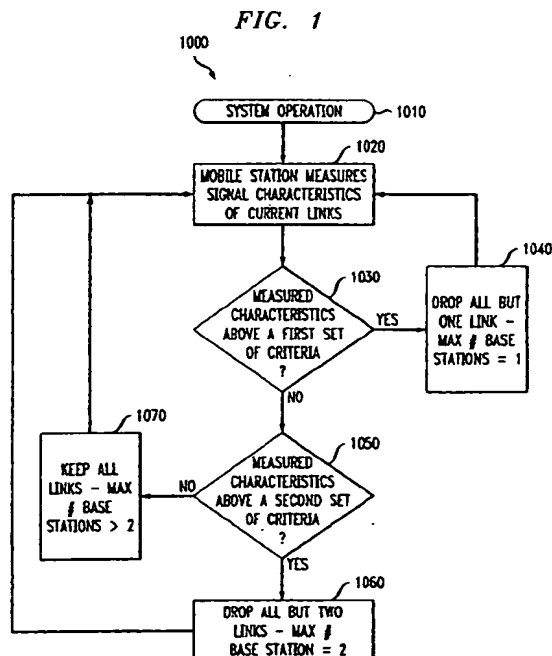 FIG. 1
1000
SYSTEM OPERATION
1010
1020
MOBILE STATION MEASURES
SIGNAL CHARACTERISTICS
OF CURRENT LINKS
1030
MEASURED
CHARACTERISTICS
ABOVE A FIRST SET
OF CRITERIA
?
YES
1040
DROP ALL BUT
ONE LINK -
MAX # BASE
STATIONS = 1
NO
1050
MEASURED
CHARACTERISTICS
ABOVE A SECOND SET
OF CRITERIA
?
NO
1070
KEEP ALL
LINKS - MAX
# BASE
STATIONS > 2
YES
1060
DROP ALL BUT TWO
LINKS - MAX #
BASE STATION = 2